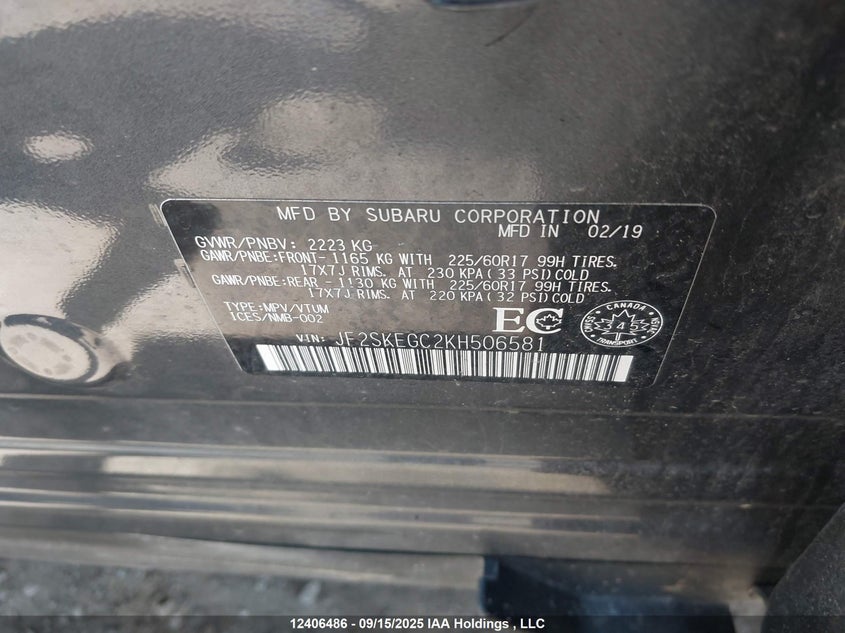 MFD BY SUBARU CORPORATION
MFD IN 02/19
GVWR/PNBV: 2223 KG
GAWR/PNBE:FRONT- 1165 KG WITH 225/60R17 99H TIRES.
17X7J RIMS. AT 230 KPA(33 PSI)COLD
GAWR/PNBE:REAR - 1130 KG WITH 225/60R17 99H TIRES.
17X7J RIMS. AT 220 KPA(32 PSI)COLD
TYPE:MPV/VTUM
ICES/NMB-002
EC
CANADA
345
TRANSPORT
VIN: JF2SKEGC2KH506581
12406486 - 09/15/2025 IAA Holdings , LLC